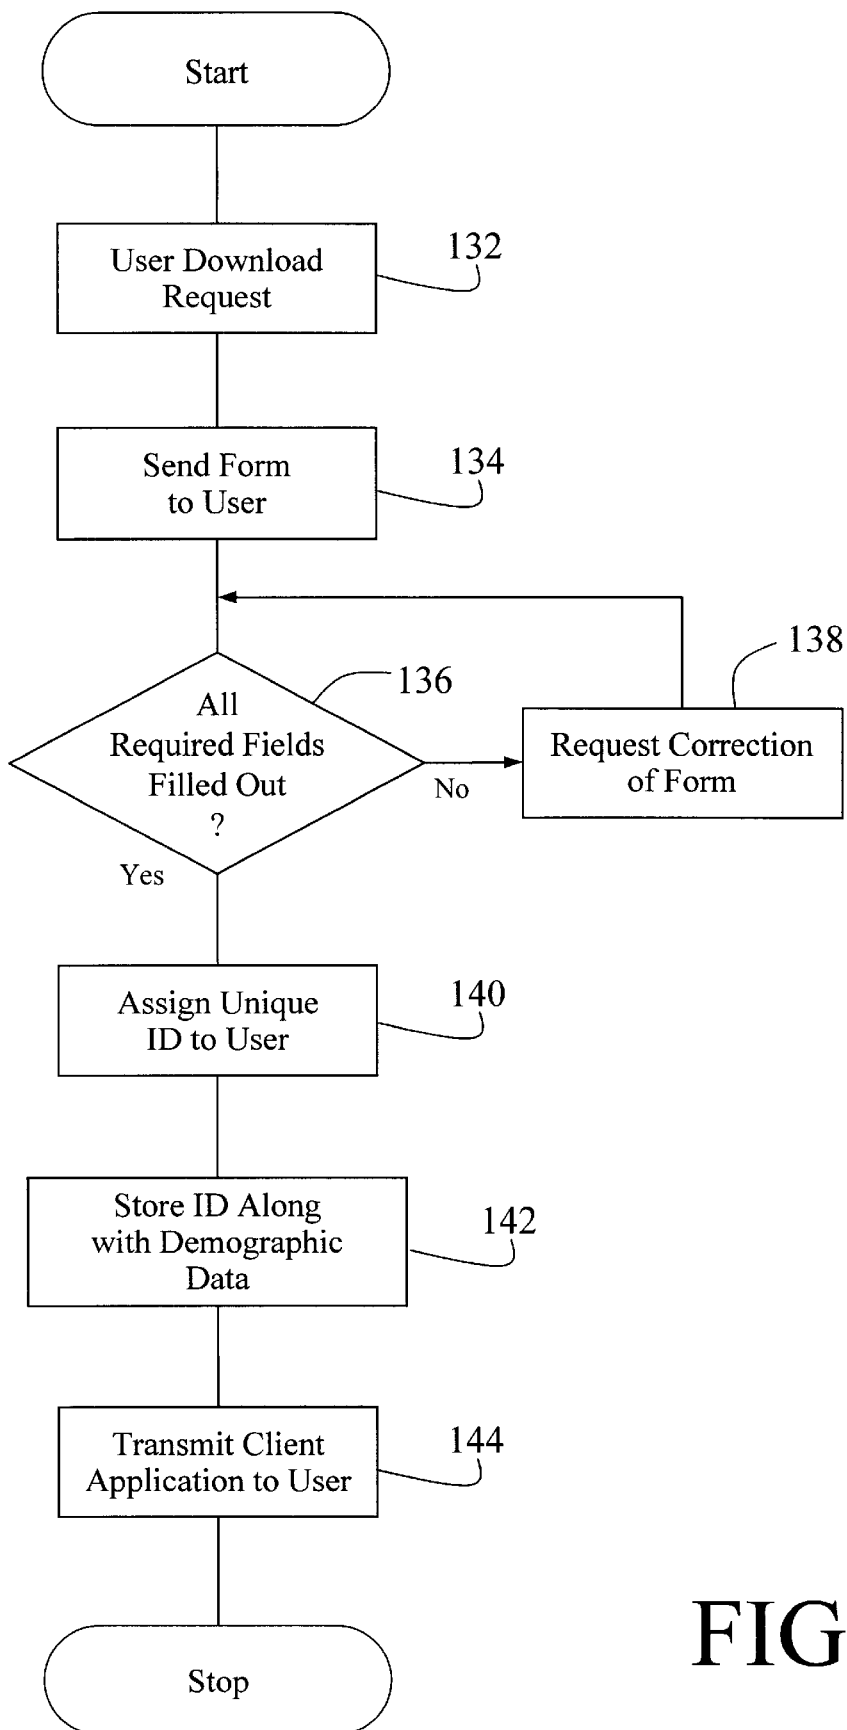 Start
User Download
Request
132
Send Form
to User
134
All
Required Fields
Filled Out
?
136
No
Request Correction
of Form
138
Yes
Assign Unique
ID to User
140
Store ID Along
with Demographic
Data
142
Transmit Client
Application to User
144
Stop
FIG